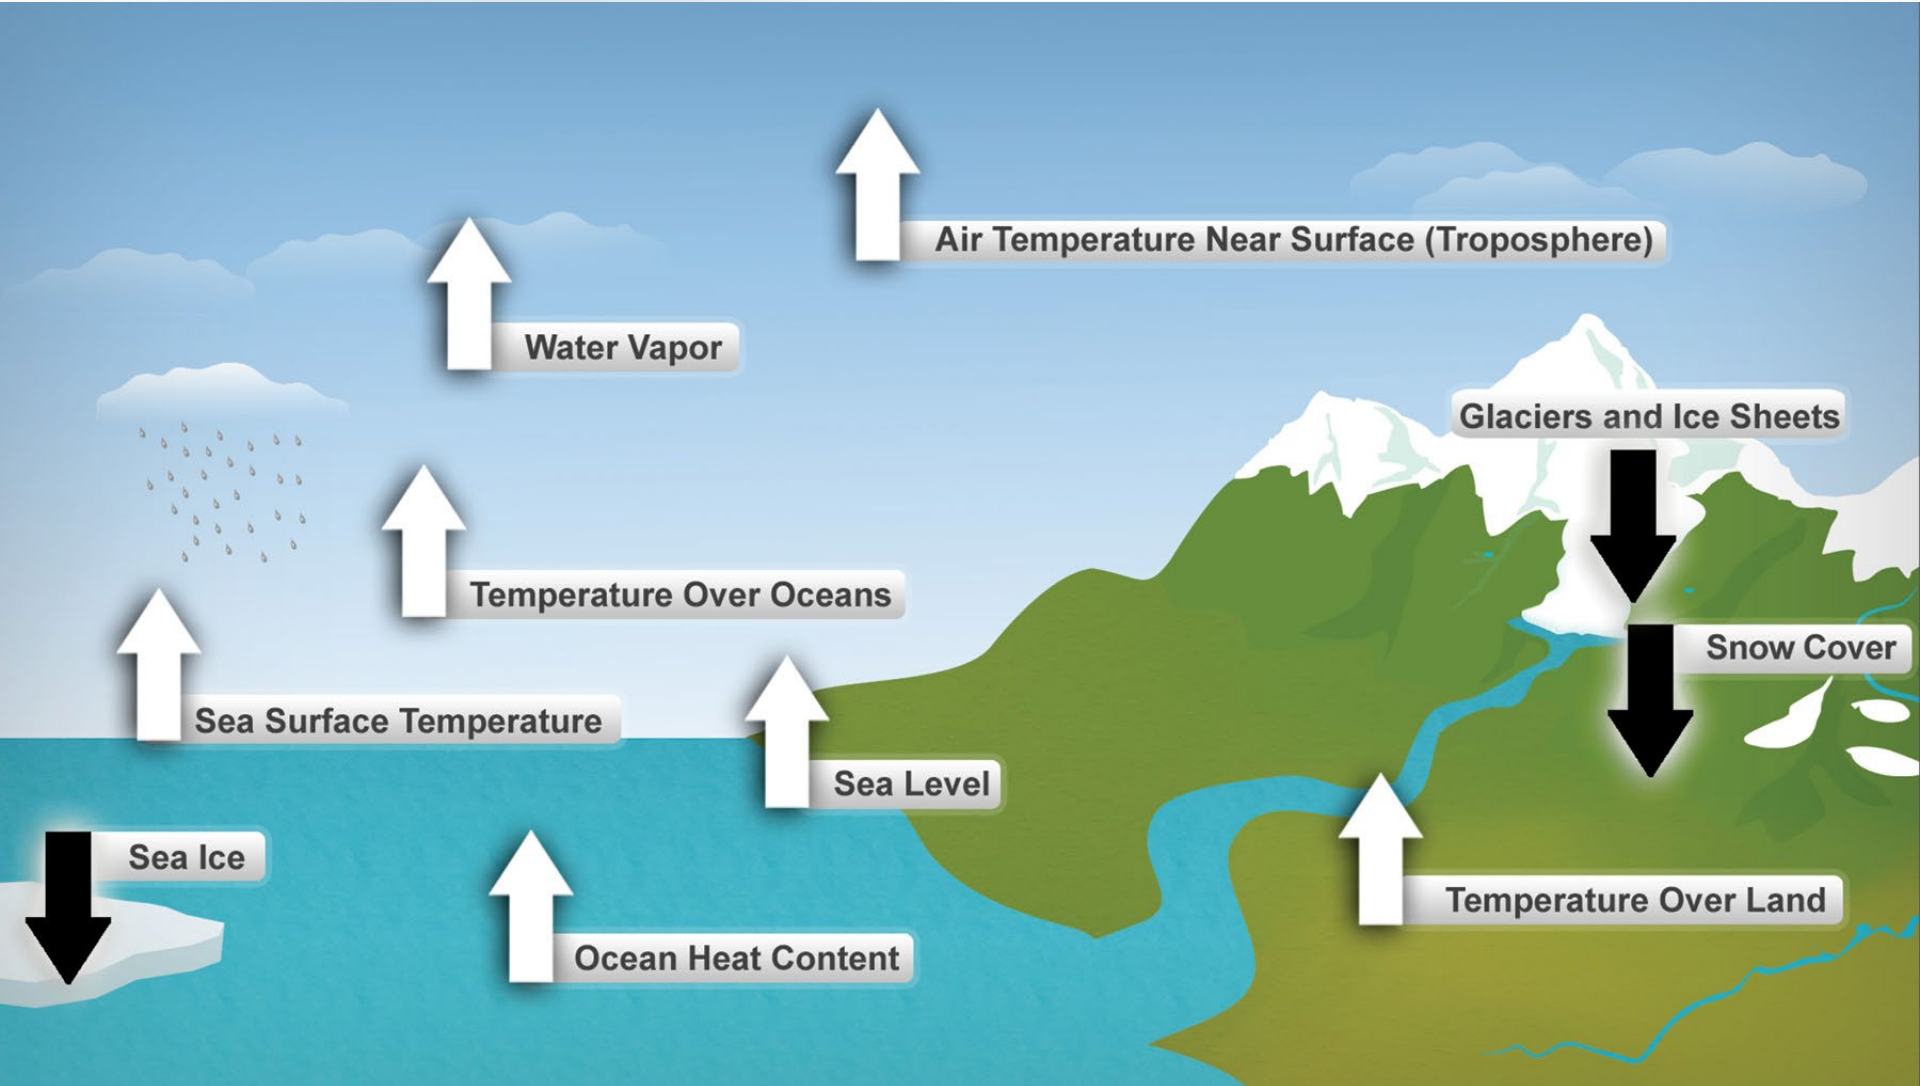 Air Temperature Near Surface (Troposphere)
Water Vapor
Glaciers and Ice Sheets
Temperature Over Oceans
Snow Cover
Sea Surface Temperature
Sea Level
Sea Ice
Temperature Over Land
Ocean Heat Content